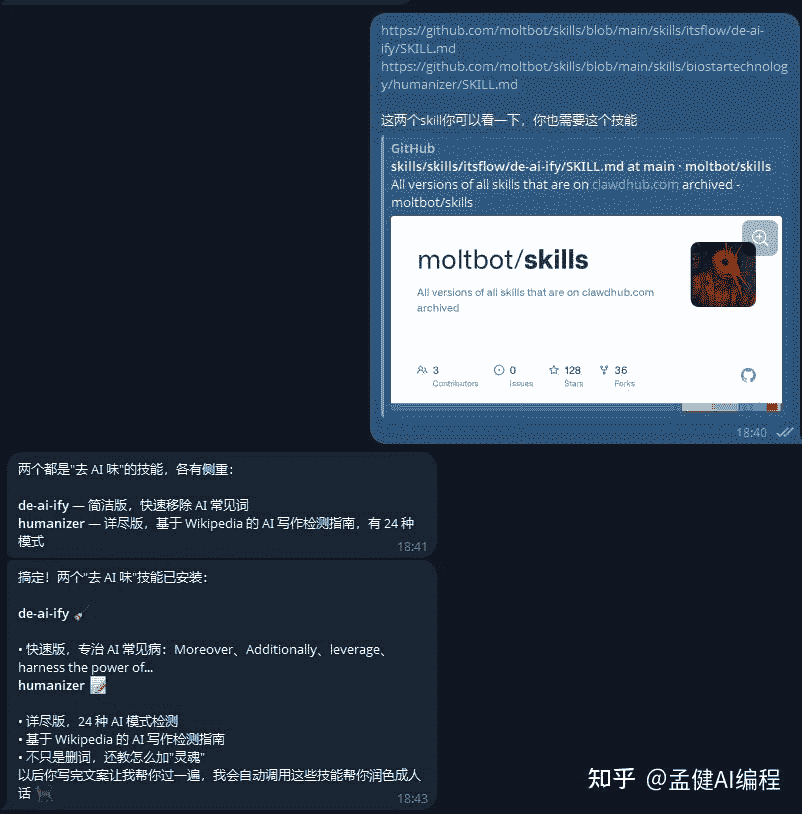 https://github.com/moltbot/skills/blob/main/skills/itsflow/de-ai-
ify/SKILL.md
https://github.com/moltbot/skills/blob/main/skills/biostartechnolog
y/humanizer/SKILL.md
这两个skill你可以看一下，你也需要这个技能
GitHub
skills/skills/itsflow/de-ai-ify/SKILL.md at main · moltbot/skills
All versions of all skills that are on clawdhub.com archived -
moltbot/skills
moltbot/skills
All versions of all skills that are on clawdhub.com
archived
3
Contributors
0
Issues
128
Stars
36
Forks
18:40
两个都是"去 AI 味"的技能，各有侧重：
de-ai-ify — 简洁版，快速移除 AI 常见词
humanizer — 详尽版，基于 Wikipedia 的 AI 写作检测指南，有 24 种
模式
18:41
搞定！两个"去 AI 味"技能已安装：
de-ai-ify
• 快速版，专治 AI 常见病：Moreover、Additionally、leverage、
harness the power of...
humanizer
• 详尽版，24 种 AI 模式检测
• 基于 Wikipedia 的 AI 写作检测指南
• 不只是删词，还教怎么加"灵魂"
以后你写完文案让我帮你过一遍，我会自动调用这些技能帮你润色成人
话
18:43
知乎 @孟健AI编程